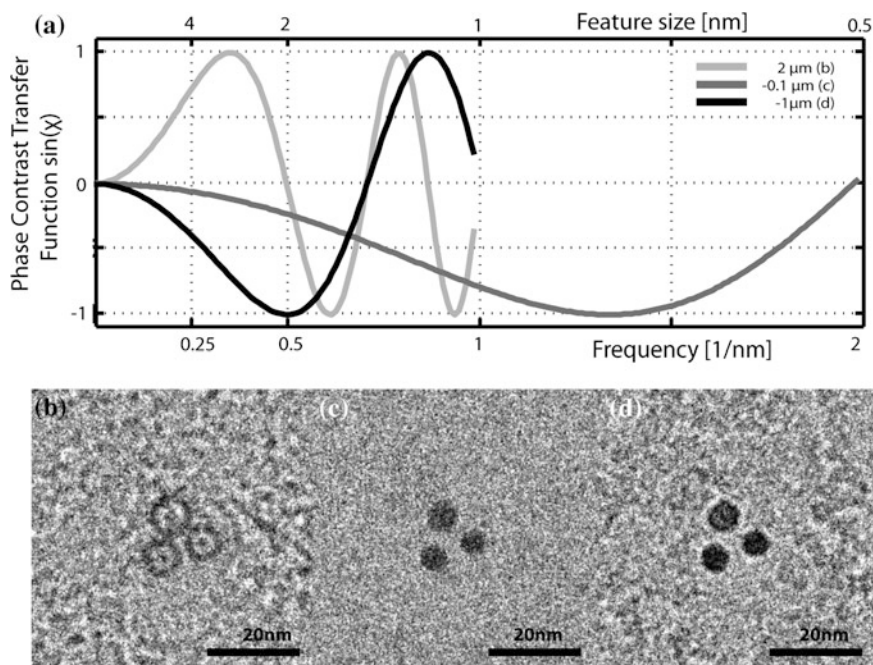 (a)
4 2 1 Feature size [nm] 0.5
Phase Contrast Transfer
Function sin(χ)
1
0
-1
2 µm (b)
-0.1 µm (c)
-1µm (d)
0.25 0.5 1 Frequency [1/nm] 2
(b) (c) (d)
20nm 20nm 20nm